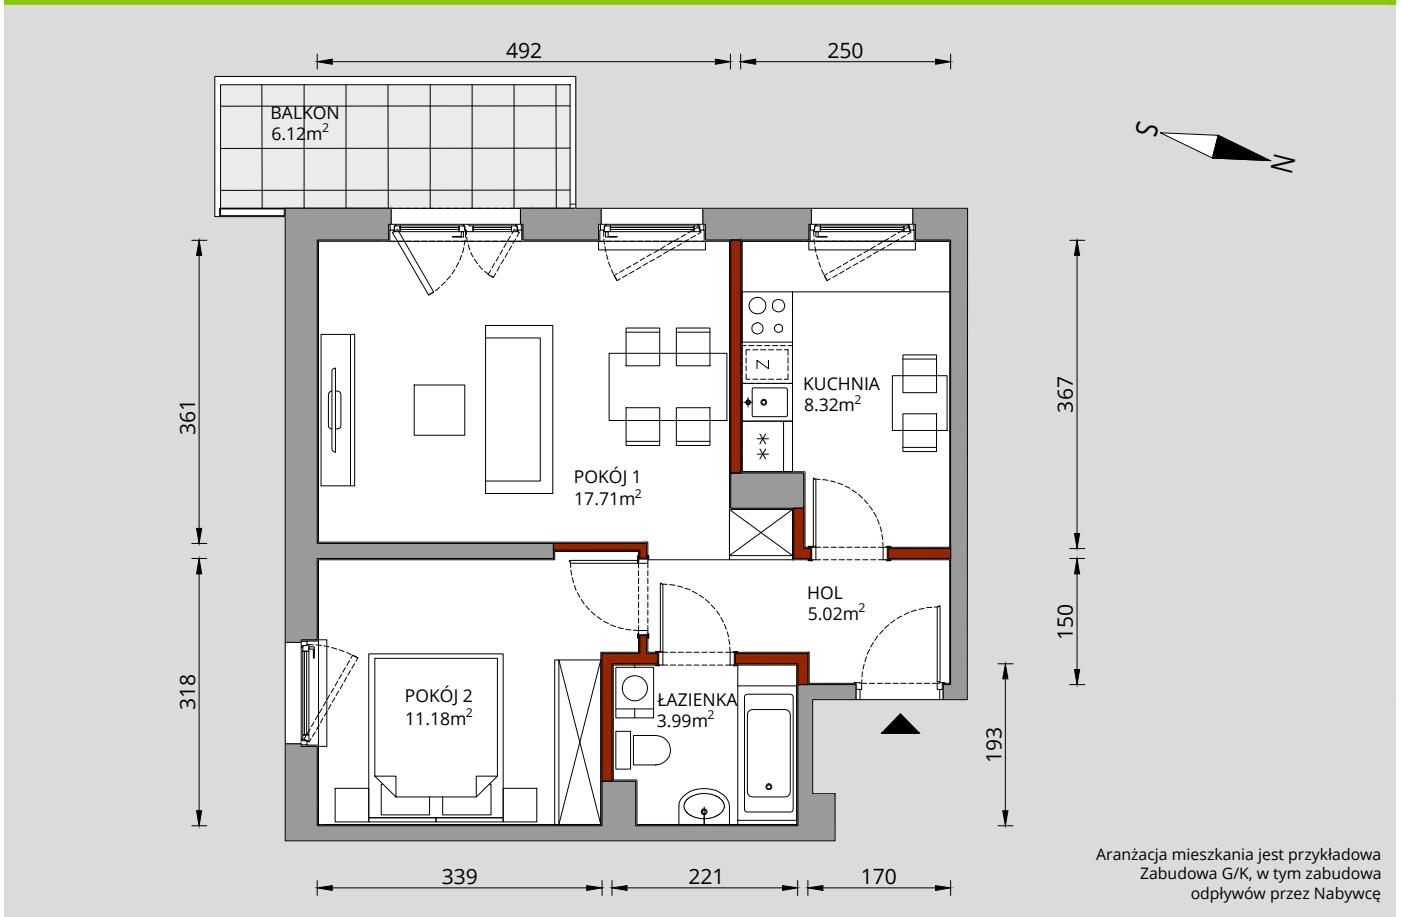 492
250
BALKON
6.12m²
S
N
361
367
Z
KUCHNIA
8.32m²
POKÓJ 1
17.71m²
HOL
5.02m²
150
318
POKÓJ 2
11.18m²
ŁAZIENKA
3.99m²
193
339
221
170
Aranżacja mieszkania jest przykładowa
Zabudowa G/K, w tym zabudowa
odpływów przez Nabywcę